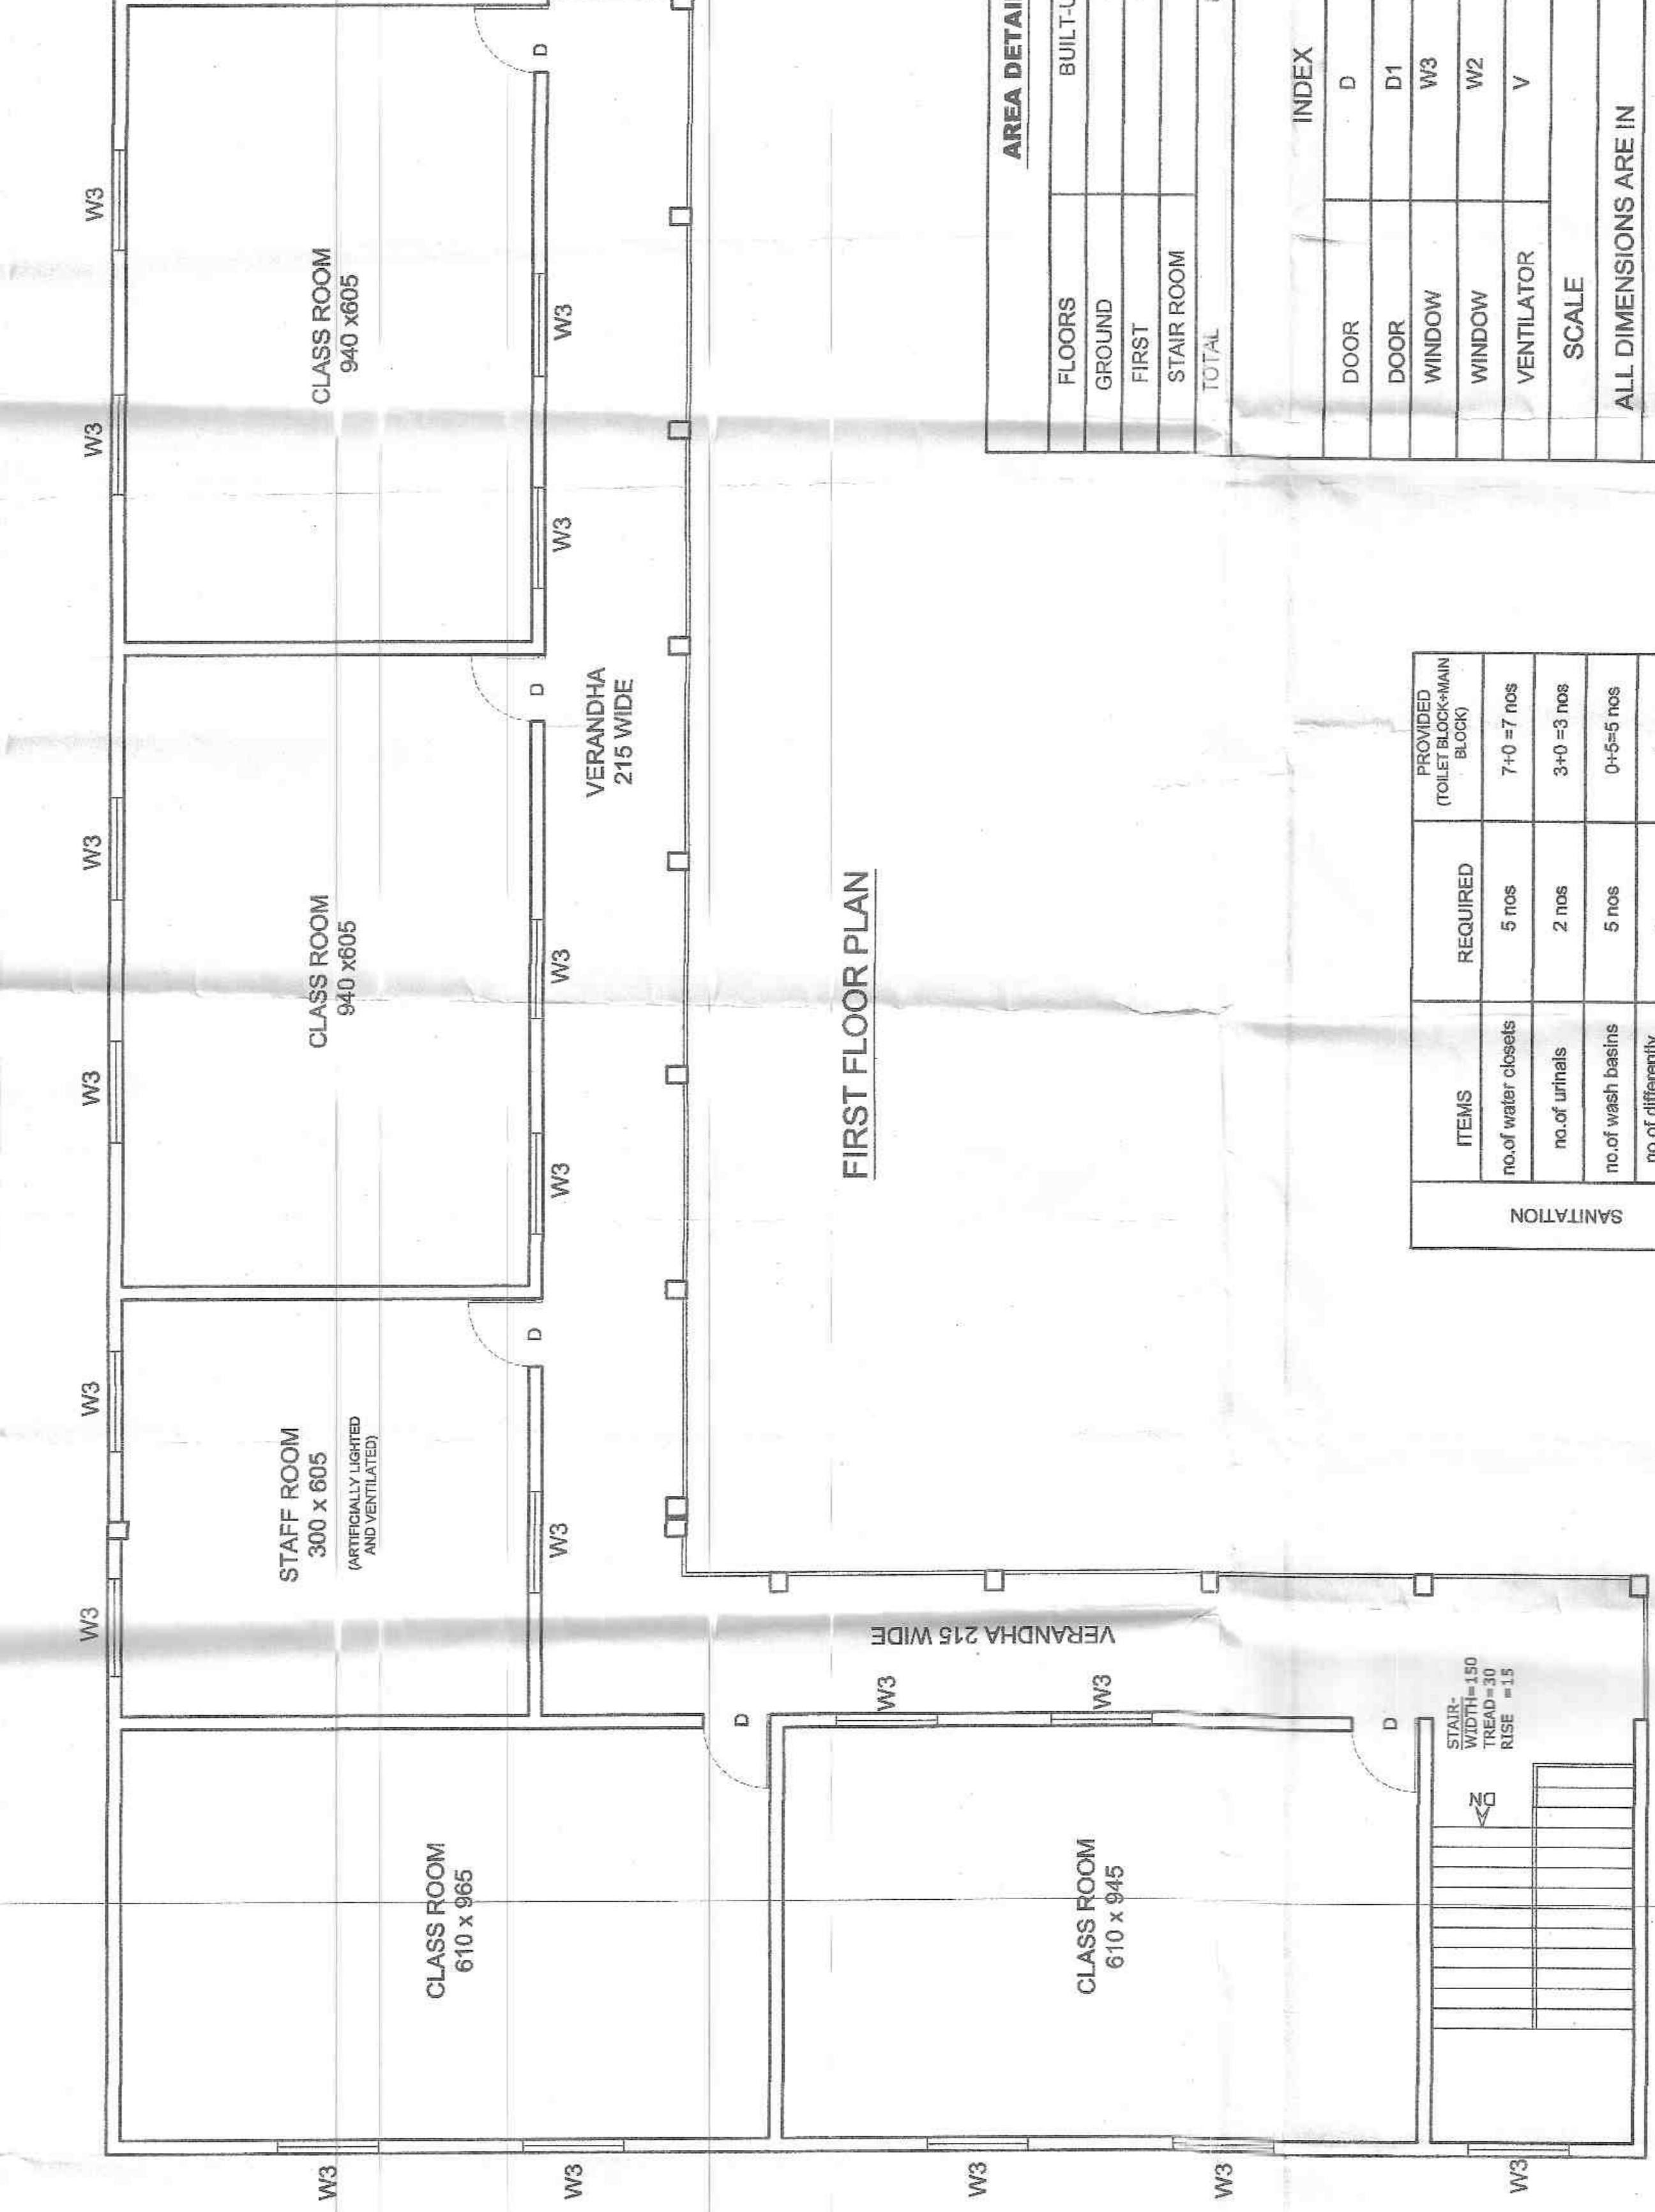 W3
W3
CLASS ROOM
610 x 965
W3
W3
STAFF ROOM
300 x 605
(ARTIFICIALLY LIGHTED
AND VENTILATED)
D
W3
W3
W3
CLASS ROOM
940 x605
D
W3
W3
W3
W3
CLASS ROOM
940 x605
D
W3
W3
VERANDHA
215 WIDE
D
W3
W3
VERANDHA 215 WIDE
W3
W3
CLASS ROOM
610 x 945
D
W3
DN
STAIR-
WIDTH=150
TREAD=30
RISE =15
FIRST FLOOR PLAN
SANITATION
ITEMS
REQUIRED
PROVIDED
(TOILET BLOCK+MAIN
BLOCK)
no.of water closets
5 nos
7+0 =7 nos
no.of urinals
2 nos
3+0 =3 nos
no.of wash basins
5 nos
0+5=5 nos
no.of differently
AREA DETAI
FLOORS
BUILT-U
GROUND
FIRST
STAIR ROOM
TOTAL
INDEX
DOOR
D
DOOR
D1
WINDOW
W3
WINDOW
W2
VENTILATOR
V
SCALE
ALL DIMENSIONS ARE IN